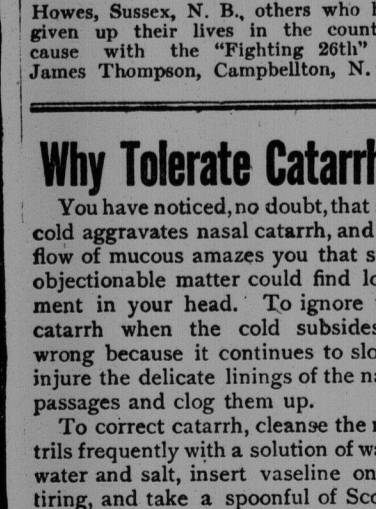 Howes, Sussex, N. B., others who
given up their lives in the count
cause with the "Fighting 26th"
James Thompson, Campbellton, N.
Why Tolerate Catarrh
You have noticed, no doubt, that
cold aggravates nasal catarrh, and
flow of mucous amazes you that s
objectionable matter could find lo
ment in your head. To ignore
catarrh when the cold subsides
wrong because it continues to slo
injure the delicate linings of the na
passages and clog them up.
To correct catarrh, cleanse the n
trils frequently with a solution of wa
water and salt, insert vaseline on
tiring, and take a spoonful of Sco